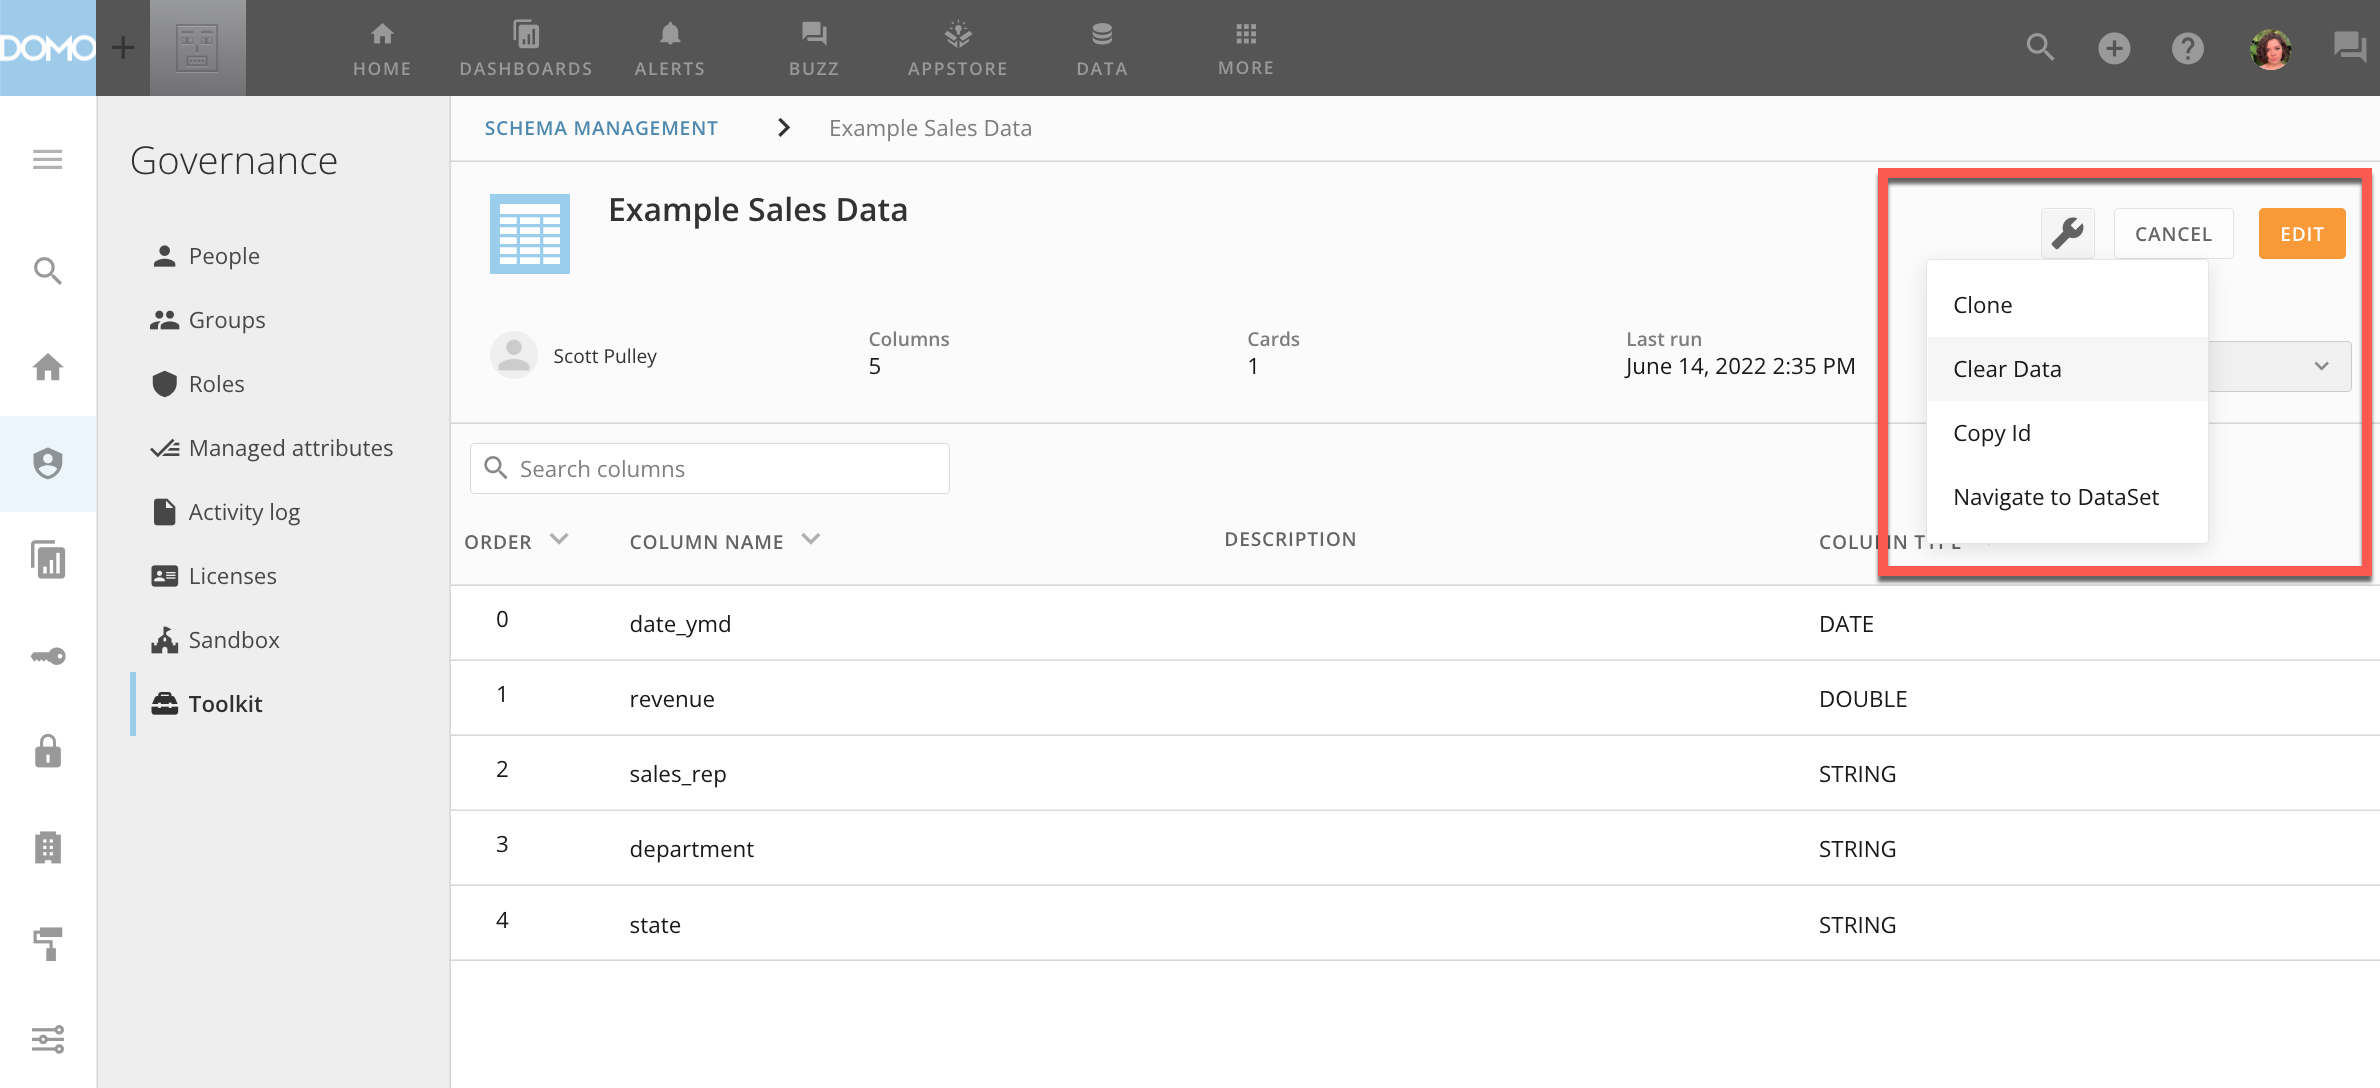 DOMO
HOME
DASHBOARDS
ALERTS
BUZZ
APPSTORE
DATA
MORE
Governance
People
Groups
Roles
Managed attributes
Activity log
Licenses
Sandbox
Toolkit
SCHEMA MANAGEMENT
Example Sales Data
Example Sales Data
CANCEL
EDIT
Scott Pulley
Columns
5
Cards
1
Last run
June 14, 2022 2:35 PM
Clone
Clear Data
Copy Id
Navigate to DataSet
Search columns
ORDER
COLUMN NAME
DESCRIPTION
COLUMN TYPE
0
date_ymd
DATE
1
revenue
DOUBLE
2
sales_rep
STRING
3
department
STRING
4
state
STRING